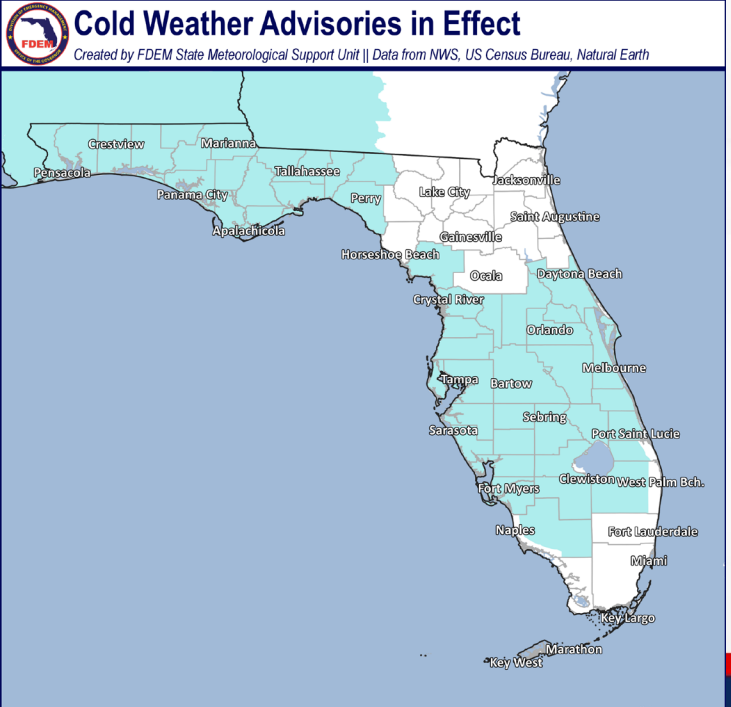 Cold Weather Advisories in Effect
FDEM
Created by FDEM State Meteorological Support Unit || Data from NWS, US Census Bureau, Natural Earth
Crestview
Marianna
Pensacola
Tallahassee
Panama City
Perry
Apalachicola
Lake City
Jacksonville
Saint Augustine
Gainesville
Horseshoe Beach
Ocala
Daytona Beach
Crystal River
Orlando
Melbourne
Tampa
Bartow
Sebring
Sarasota
Port Saint Lucie
Clewiston
West Palm Bch.
Fort Myers
Naples
Fort Lauderdale
Miami
Key Largo
Marathon
Key West